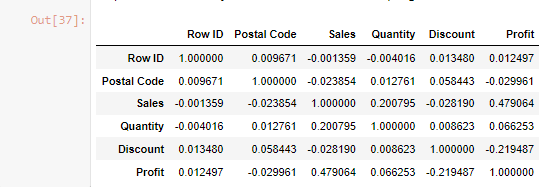 Out[37]:
Row ID Postal Code Sales Quantity Discount Profit
Row ID 1.000000 0.009671 -0.001359 -0.004016 0.013480 0.012497
Postal Code 0.009671 1.000000 -0.023854 0.012761 0.058443 -0.029961
Sales -0.001359 -0.023854 1.000000 0.200795 -0.028190 0.479064
Quantity -0.004016 0.012761 0.200795 1.000000 0.008623 0.066253
Discount 0.013480 0.058443 -0.028190 0.008623 1.000000 -0.219487
Profit 0.012497 -0.029961 0.479064 0.066253 -0.219487 1.000000